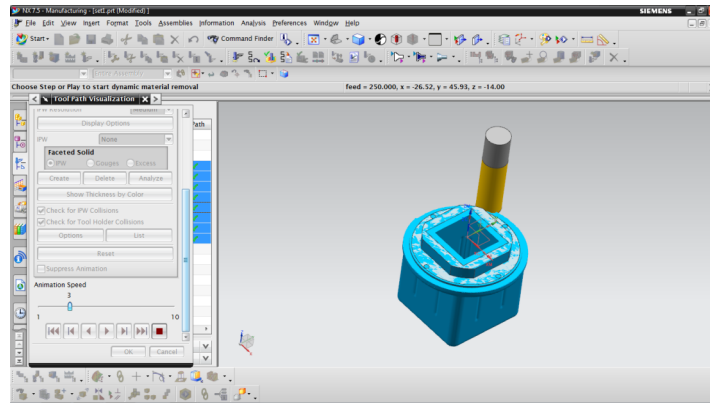 NX 7.5 - Manufacturing - [set1.prt (Modified) ]
SIEMENS
File Edit View Insert Format Tools Assemblies Information Analysis Preferences Window Help
Start
Command Finder
Entire Assembly
Choose Step or Play to start dynamic material removal
feed = 250.000, x = -26.52, y = 45.93, z = -14.00
Tool Path Visualization
IPW Resolution
Medium
Path
Display Options
IPW
None
Faceted Solid
IPW Gouges Excess
Create Delete Analyze
Show Thickness by Color
Check for IPW Collisions
Check for Tool Holder Collisions
Options List
Reset
Suppress Animation
Animation Speed
3
1 10
OK Cancel